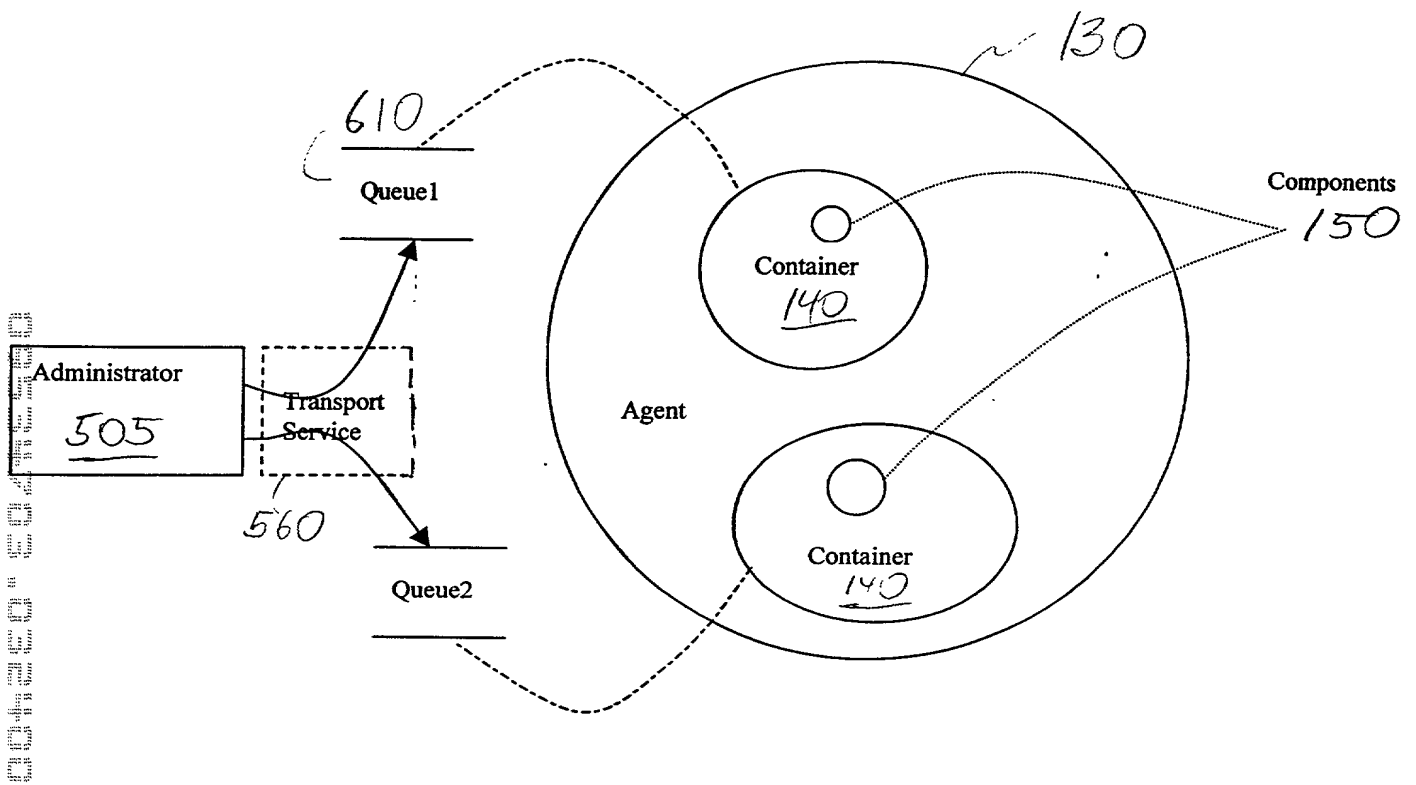 130
610
Queue1
Components
150
Container
140
Administrator
505
Transport
Service
560
Agent
Container
140
Queue2